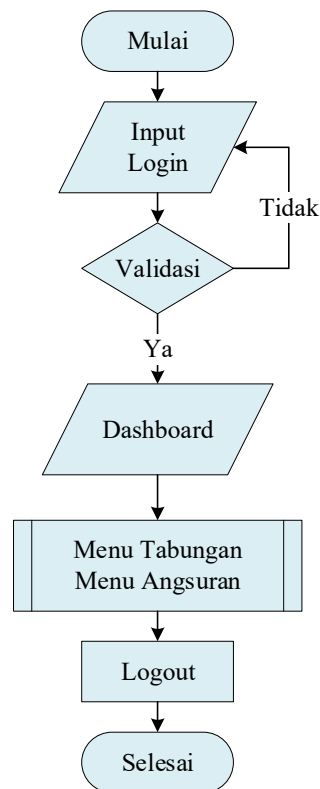 Mulai
Input
Login
Tidak
Validasi
Ya
Dashboard
Menu Tabungan
Menu Angsuran
Logout
Selesai